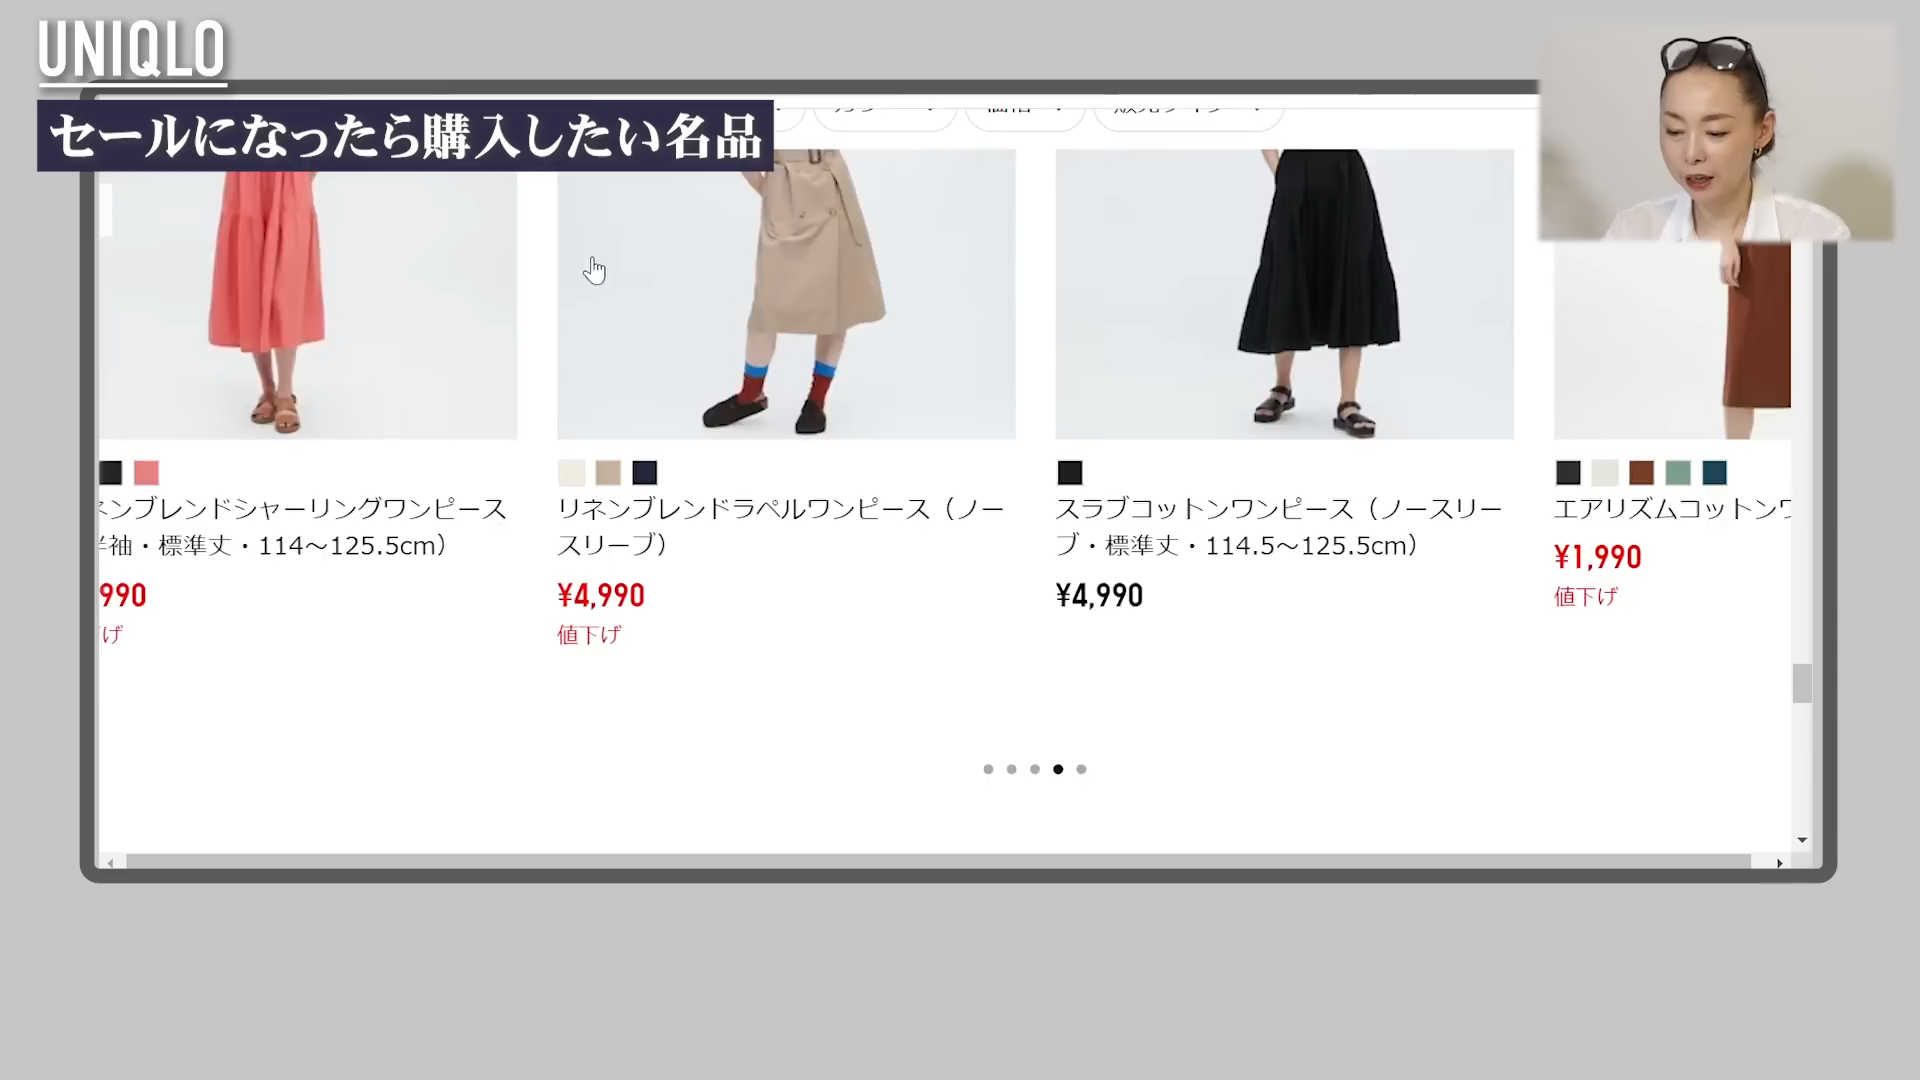 UNIQLO
セールになったら購入したい名品
ンブレンドシャーリングワンピース
袖・標準丈・114～125.5cm）
990
げ
リネンブレンドラペルワンピース（ノー
スリーブ）
¥4,990
値下げ
スラブコットンワンピース（ノースリー
ブ・標準丈・114.5～125.5cm）
¥4,990
エアリズムコットンワ
¥1,990
値下げ